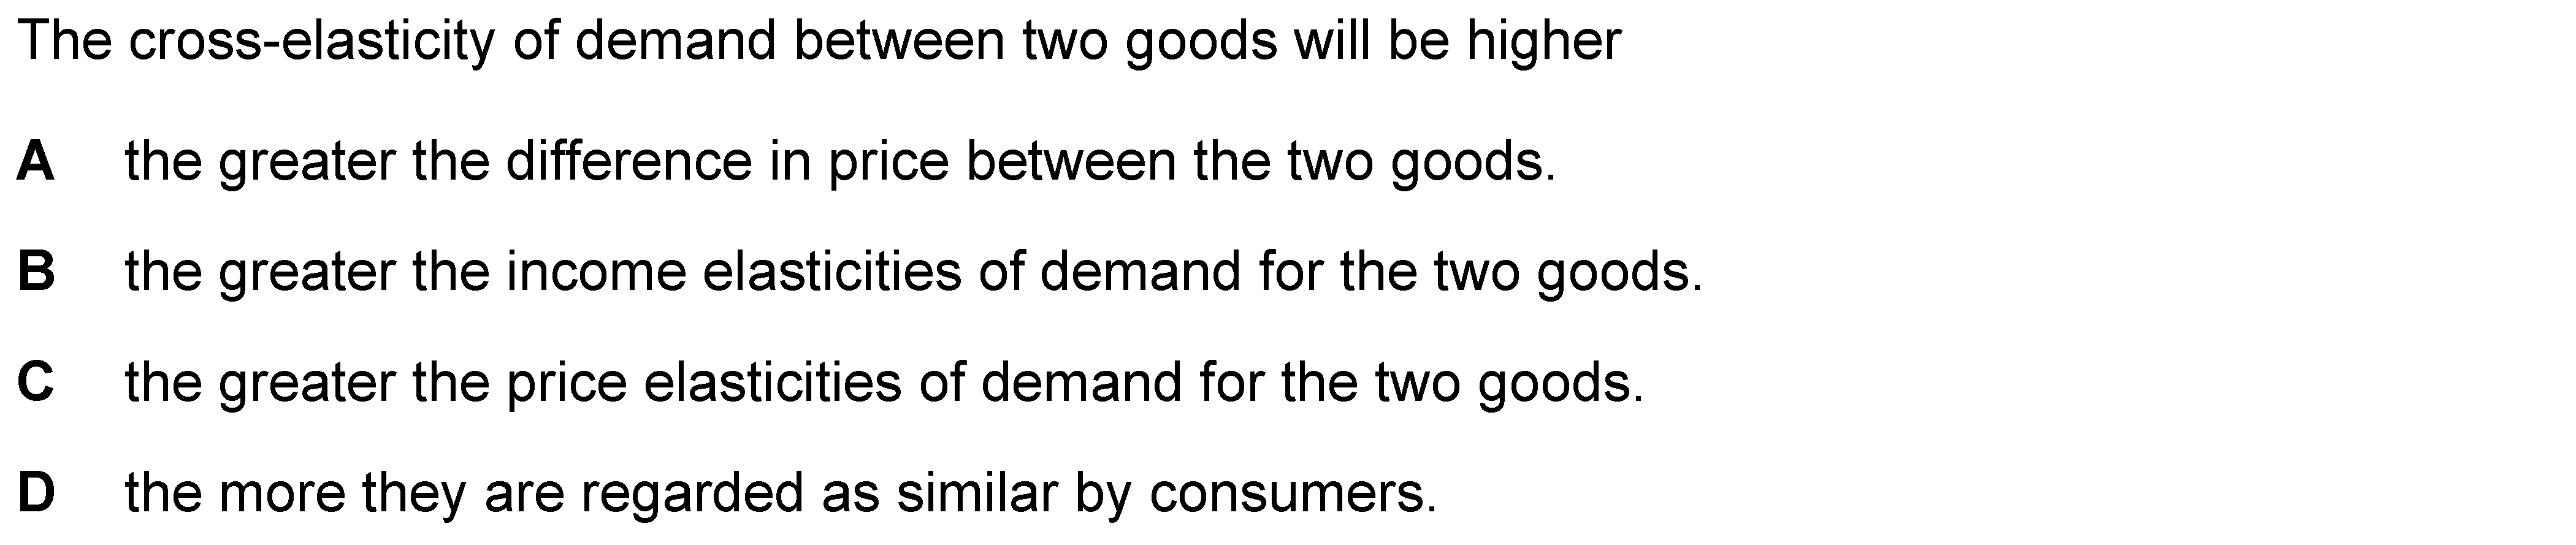 The cross-elasticity of demand between two goods will be higher
A the greater the difference in price between the two goods.
B the greater the income elasticities of demand for the two goods.
C the greater the price elasticities of demand for the two goods.
D the more they are regarded as similar by consumers.